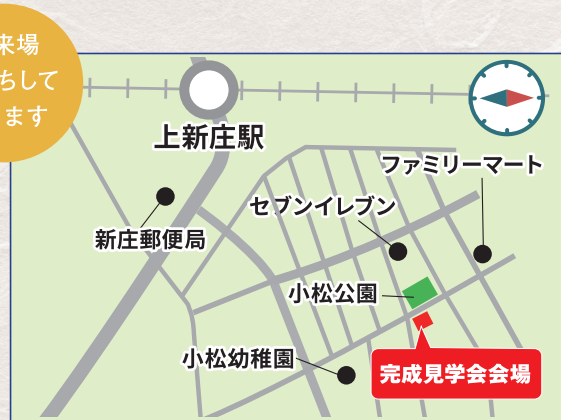 来場
ちして
ます
上新庄駅
ファミリーマート
セブンイレブン
新庄郵便局
小松公園
小松幼稚園
完成見学会会場